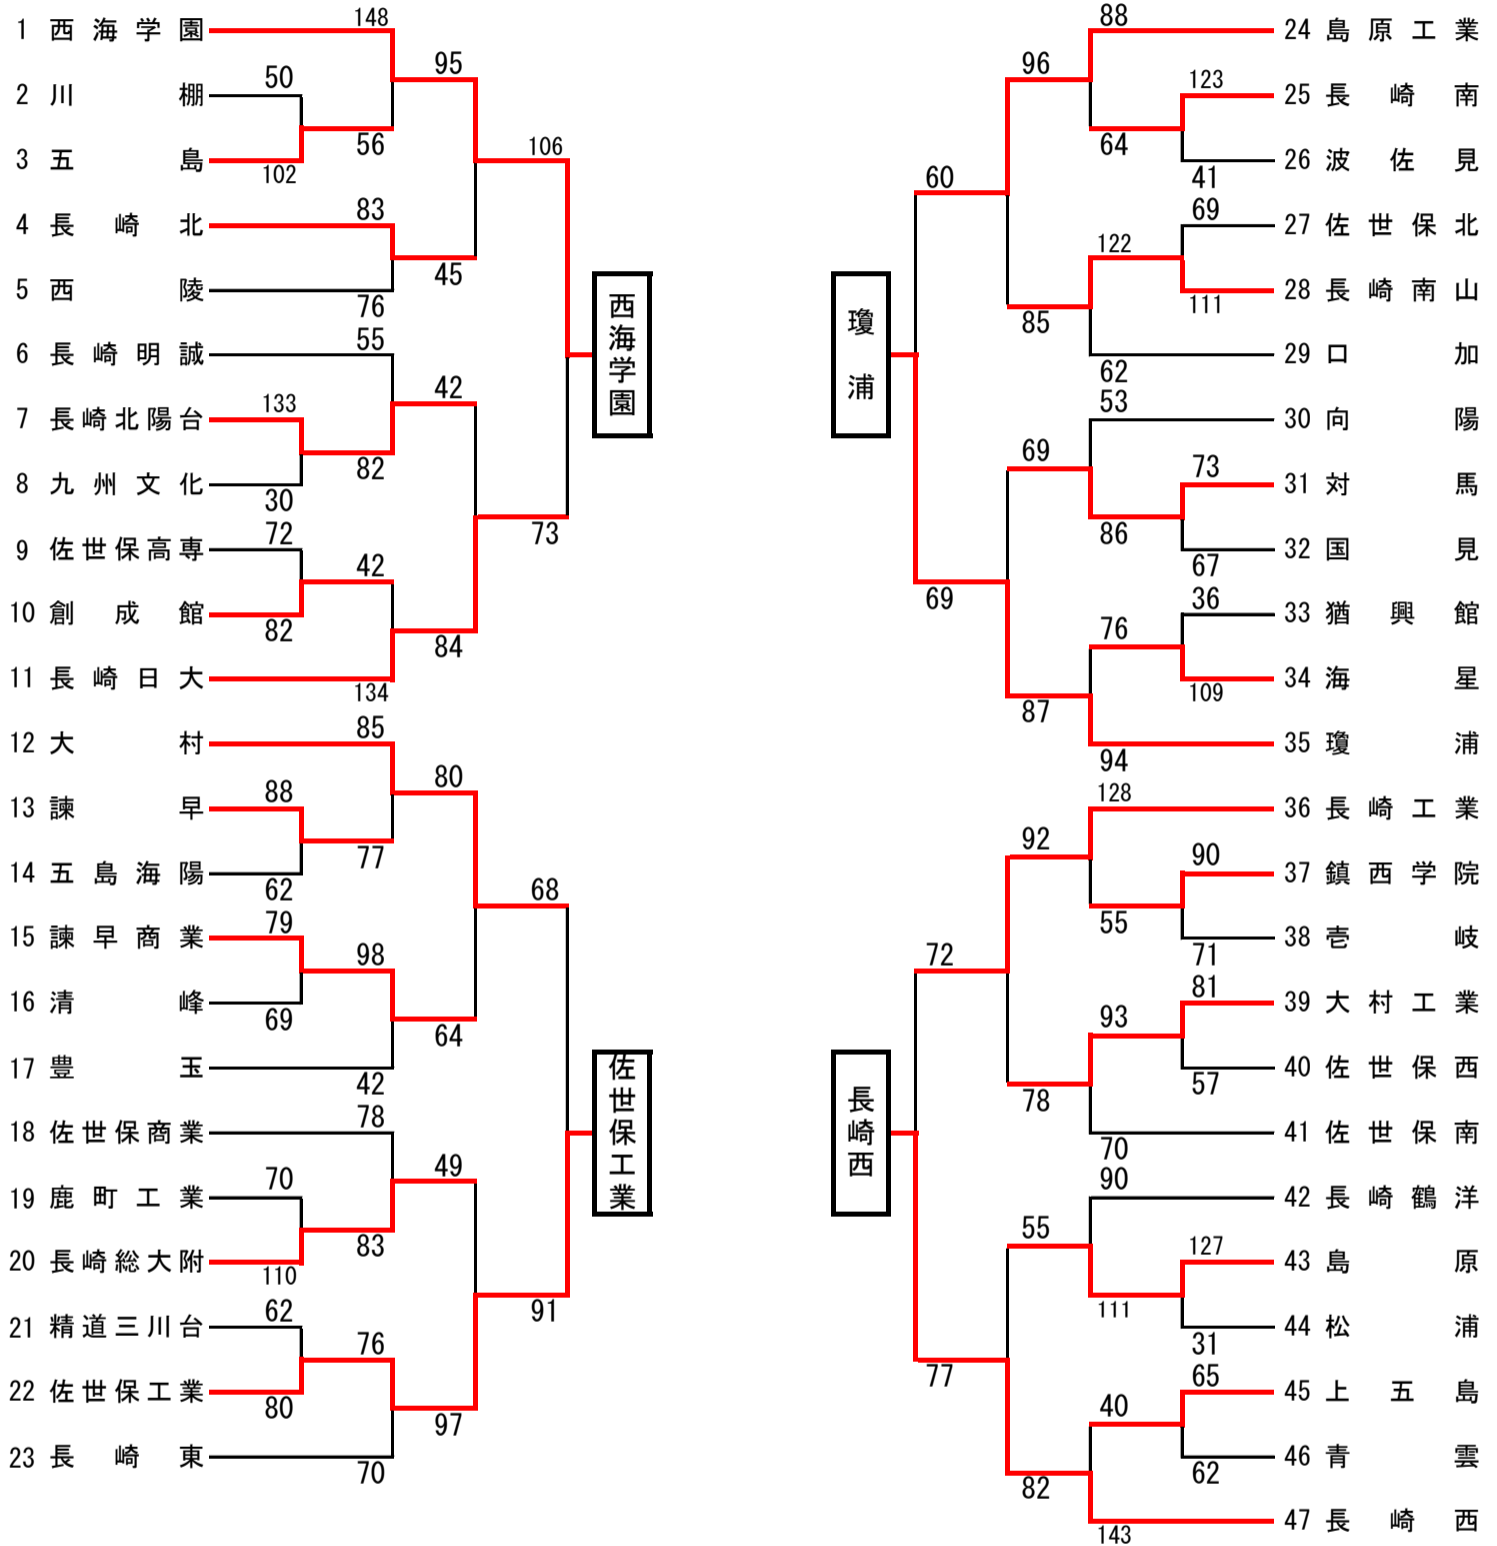 1 西海学園 148
95
2 川棚 50
56
3 五島 102
106
4 長崎北 83
45
5 西陵 76
西海学園
6 長崎明誠 55
42
7 長崎北陽台 133
82
8 九州文化 30
73
9 佐世保高専 72
42
10 創成館 82
84
11 長崎日大 134
12 大村 85
80
13 諫早 88
77
14 五島海陽 62
68
15 諫早商業 79
98
16 清峰 69
64
17 豊玉 42
佐世保工業
18 佐世保商業 78
49
19 鹿町工業 70
83
20 長崎総大附 110
91
21 精道三川台 62
76
22 佐世保工業 80
97
23 長崎東 70
88 24 島原工業
96
123 25 長崎南
64
41 26 波佐見
60
69 27 佐世保北
122
111 28 長崎南山
85
62 29 口加
瓊浦
53 30 向陽
69
73 31 対馬
86
67 32 国見
69
36 33 猶興館
76
109 34 海星
87
94 35 瓊浦
128 36 長崎工業
92
90 37 鎮西学院
55
71 38 壱岐
72
81 39 大村工業
93
57 40 佐世保西
78
70 41 佐世保南
長崎西
90 42 長崎鶴洋
55
127 43 島原
111
31 44 松浦
77
65 45 上五島
40
62 46 青雲
82
143 47 長崎西